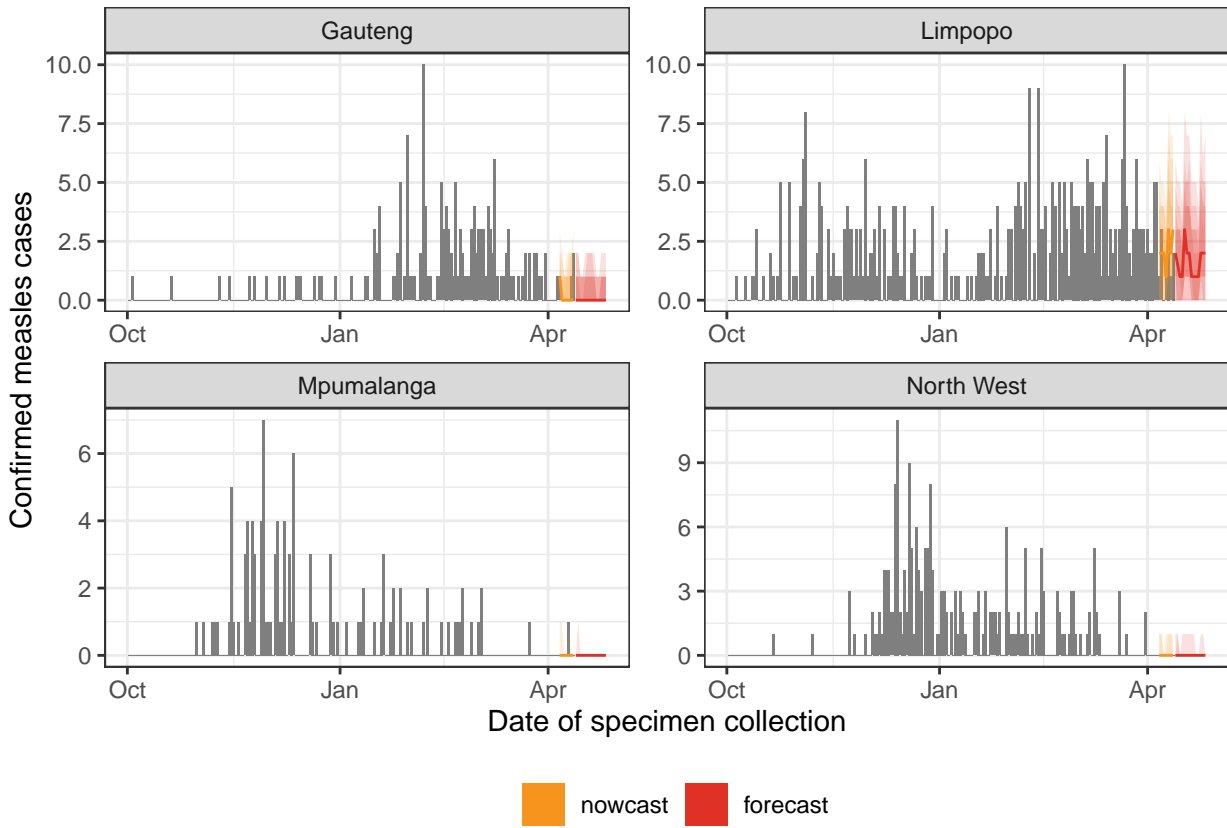 Gauteng
Limpopo
10.0
7.5
5.0
2.5
0.0
Oct
Jan
Apr
10.0
7.5
5.0
2.5
0.0
Oct
Jan
Apr
Mpumalanga
North West
6
4
2
0
Oct
Jan
Apr
9
6
3
0
Oct
Jan
Apr
Confirmed measles cases
Date of specimen collection
nowcast
forecast